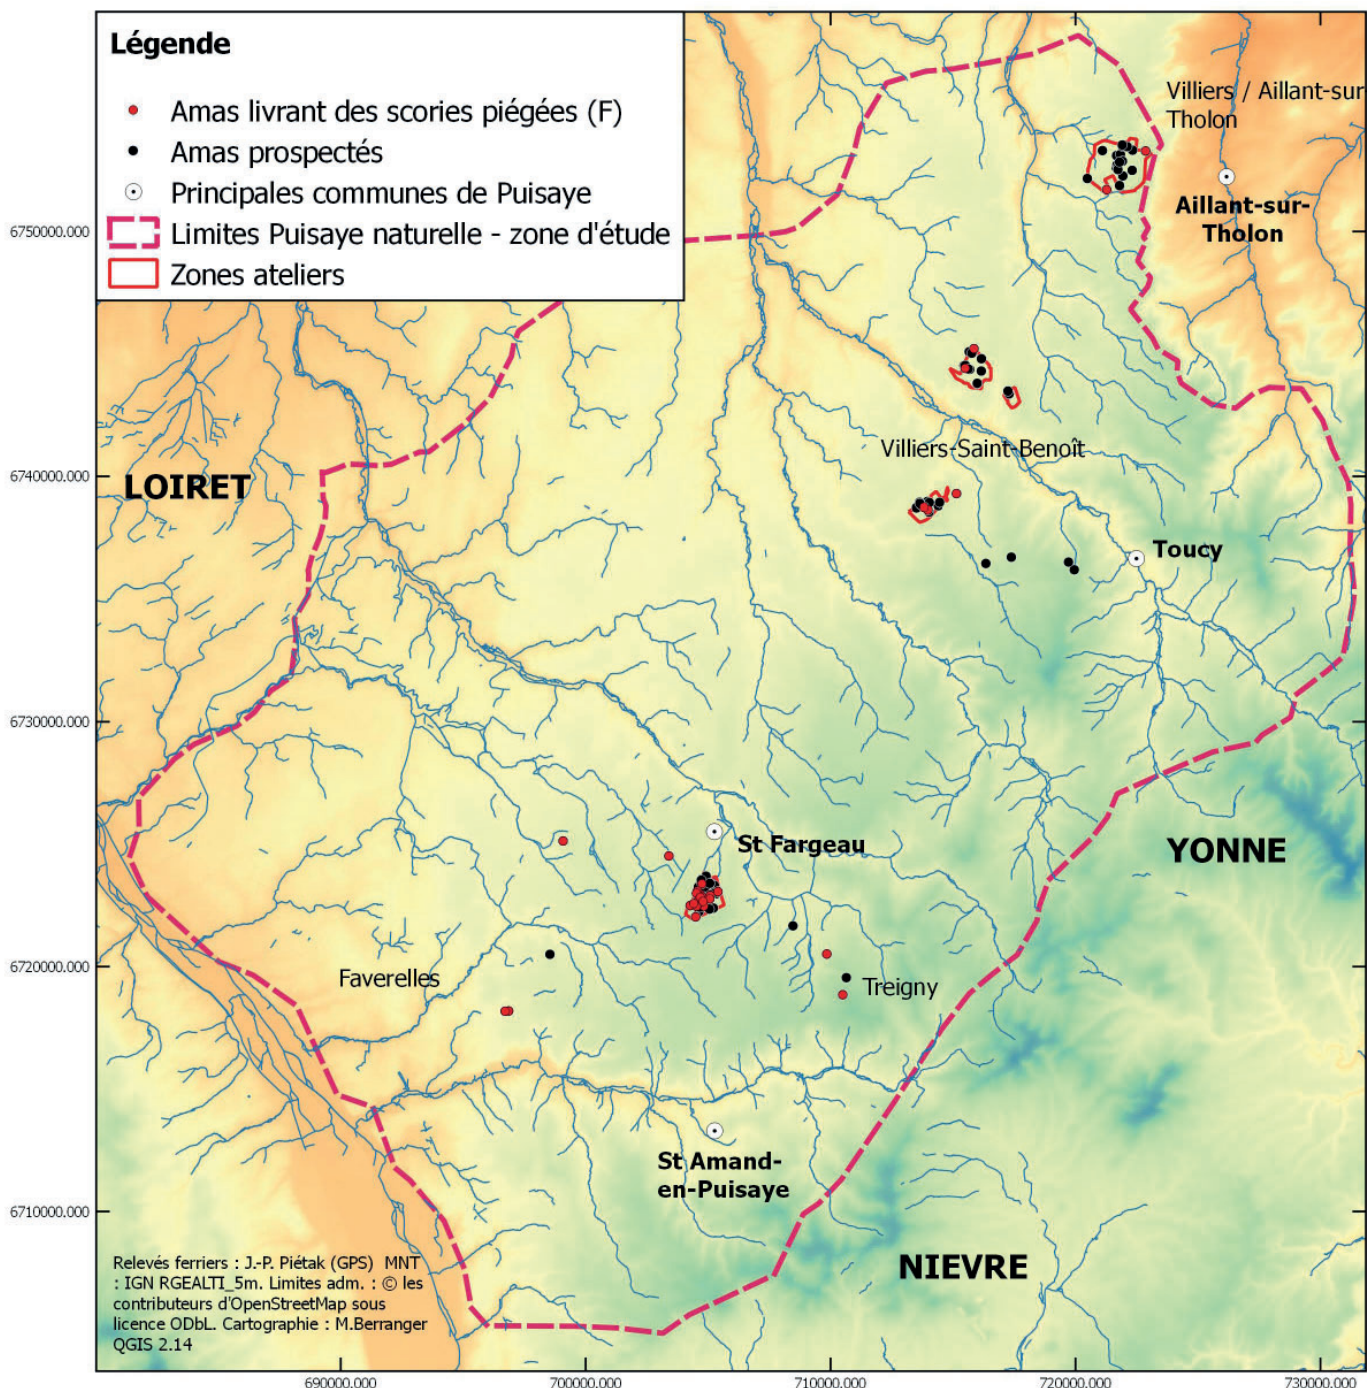 Légende
Amas livrant des scories piégées (F)
Amas prospectés
Principales communes de Puisaye
Limites Puisaye naturelle - zone d'étude
Zones ateliers
Villiers / Aillant-sur
Tholon
Aillant-sur-
Tholon
6750000.000
Villiers-Saint-Benoît
6740000.000
LOIRET
Toucy
6730000.000
St Fargeau
YONNE
6720000.000
Faverelles
Treigny
St Amand-
en-Puisaye
6710000.000
NIEVRE
Relevés ferriers : J.-P. Piétak (GPS) MNT
: IGN RGEALTI_5m. Limites adm. : © les
contributeurs d'OpenStreetMap sous
licence ODbL. Cartographie : M.Berranger
QGIS 2.14
690000.000 700000.000 710000.000 720000.000 730000.000